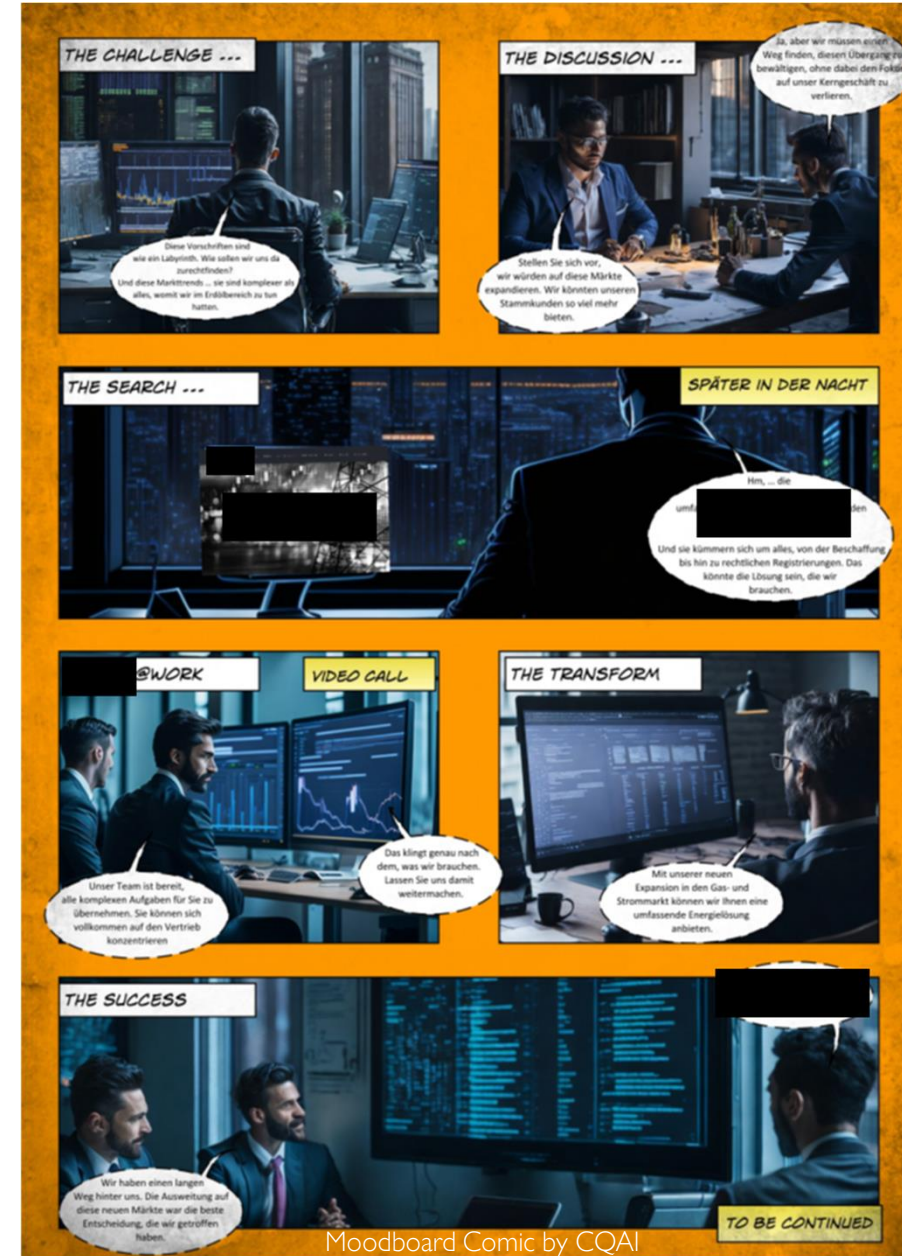 THE CHALLENGE ...
Diese Vorschriften sind
wie ein Labyrinth. Wie sollen wir uns da
zurechtfinden?
Und diese Markttrends ... sie sind komplexer als
alles, womit wir im Erdölbereich zu tun
hatten.
THE DISCUSSION ...
Ja, aber wir müssen einen
Weg finden, diesen Übergang zu
bewältigen, ohne dabei den
auf unser Kerngeschäft zu
verlieren.
Stellen Sie sich vor,
wir würden auf diese Märkte
expandieren. Wir könnten unseren
Stammkunden so viel mehr
bieten.
THE SEARCH ...
SPÄTER IN DER NACHT
Hm, ... die
Und sie kümmern sich um alles, von der Beschaffung
bis hin zu rechtlichen Registrierungen. Das
könnte die Lösung sein, die wir
brauchen.
@WORK
VIDEO CALL
Unser Team ist bereit,
alle komplexen Aufgaben für Sie zu
übernehmen. Sie können sich
vollkommen auf den Vertrieb
konzentrieren
Das klingt genau nach
dem, was wir brauchen.
Lassen Sie uns damit
weitermachen.
THE TRANSFORM
Mit unserer neuen
Expansion in den Gas- und
Strommarkt können wir Ihnen eine
umfassende Energielösung
anbieten.
THE SUCCESS
Wir haben einen langen
Weg hinter uns. Die Ausweitung auf
diese neuen Märkte war die beste
Entscheidung, die wir getroffen
haben.
TO BE CONTINUED
Moodboard Comic by CQAI